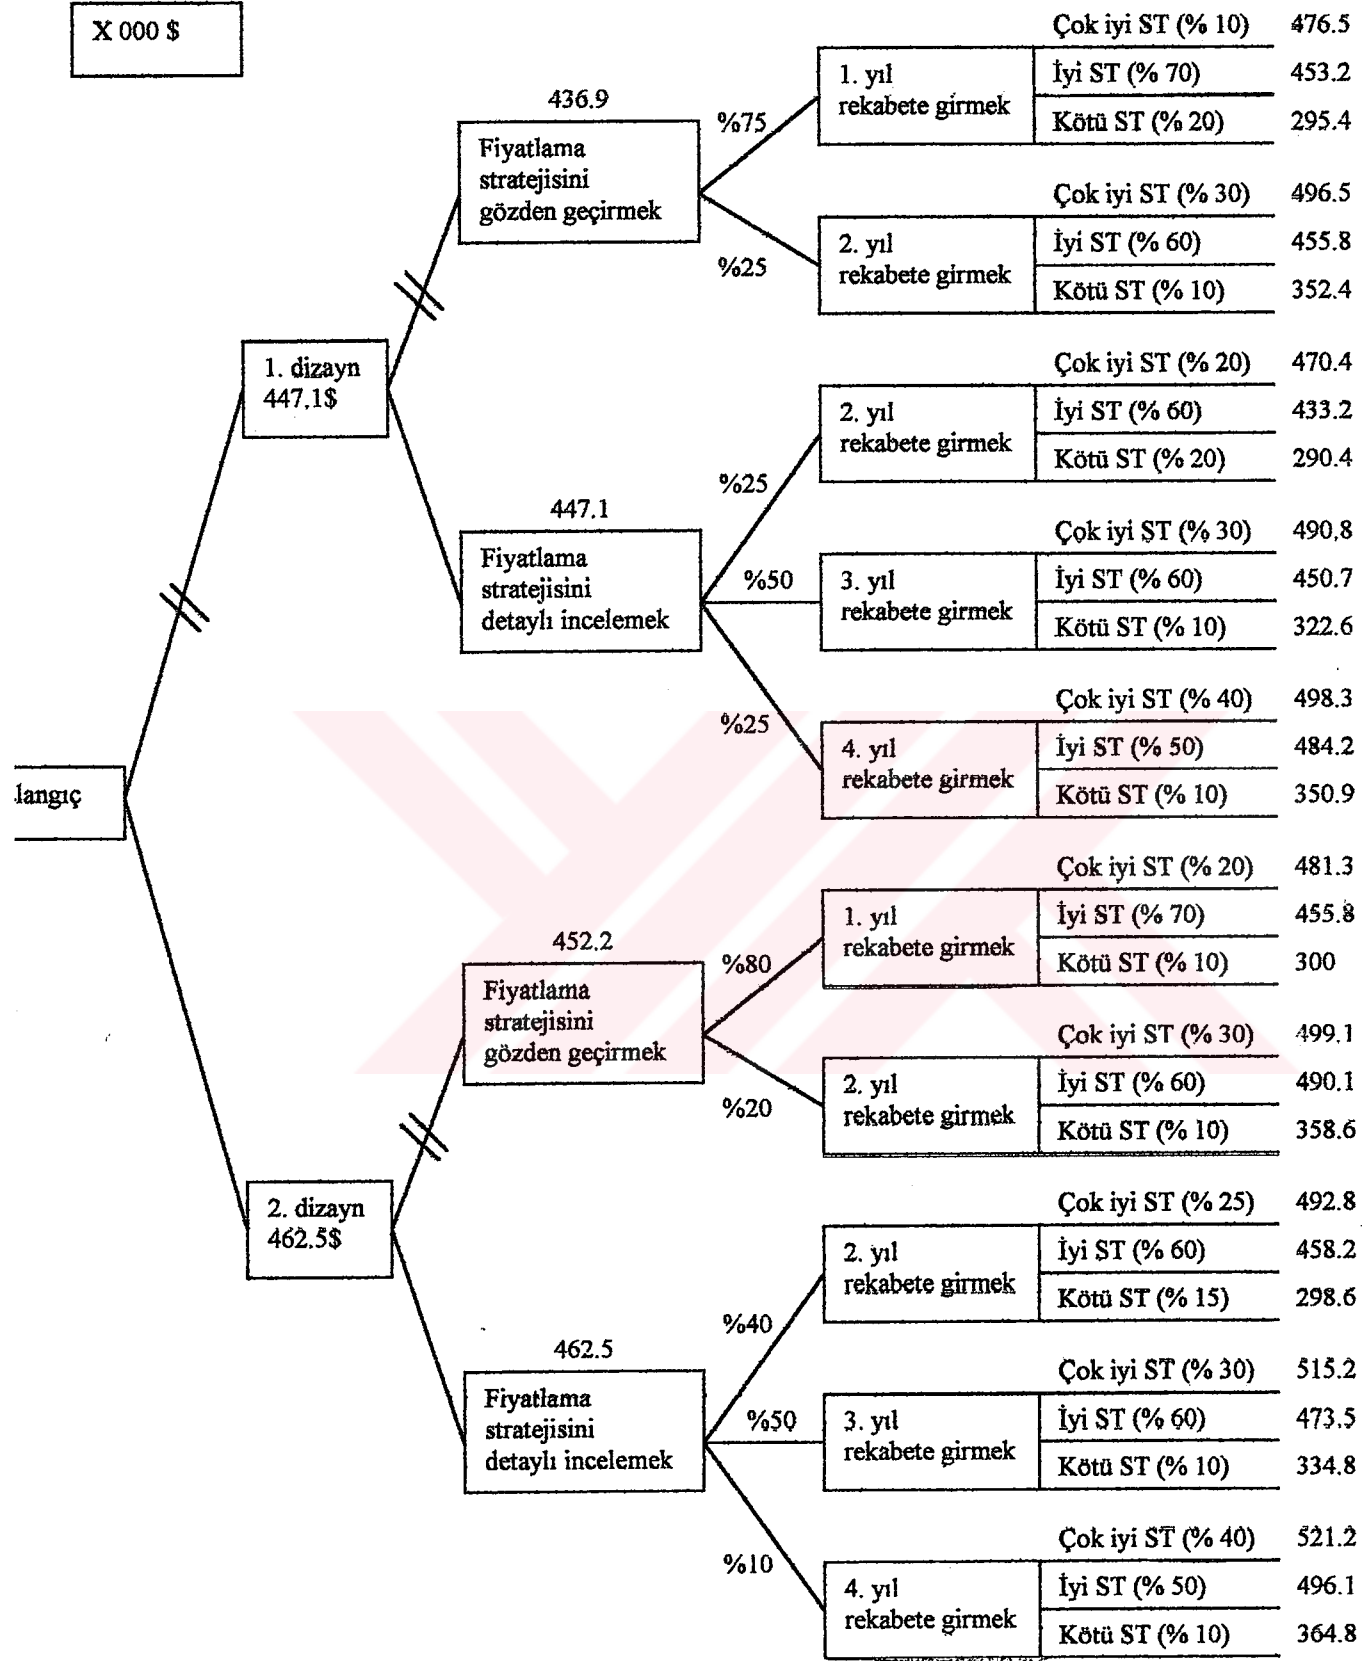 X 000 $
Çok iyi ST (% 10) 476.5
1. yıl
rekabete girmek
İyi ST (% 70) 453.2
Kötü ST (% 20) 295.4
436.9
Fiyatlama
stratejisini
gözden geçirmek
%75
%25
Çok iyi ST (% 30) 496.5
2. yıl
rekabete girmek
İyi ST (% 60) 455.8
Kötü ST (% 10) 352.4
1. dizayn
447,1$
Çok iyi ST (% 20) 470.4
2. yıl
rekabete girmek
İyi ST (% 60) 433.2
Kötü ST (% 20) 290.4
447.1
Fiyatlama
stratejisini
detaylı incelemek
%25
%50
%25
Çok iyi ST (% 30) 490,8
3. yıl
rekabete girmek
İyi ST (% 60) 450.7
Kötü ST (% 10) 322.6
Çok iyi ST (% 40) 498.3
4. yıl
rekabete girmek
İyi ST (% 50) 484.2
Kötü ST (% 10) 350.9
langıç
Çok iyi ST (% 20) 481.3
1. yıl
rekabete girmek
İyi ST (% 70) 455.8
Kötü ST (% 10) 300
452.2
Fiyatlama
stratejisini
gözden geçirmek
%80
%20
Çok iyi ST (% 30) 499.1
2. yıl
rekabete girmek
İyi ST (% 60) 490.1
Kötü ST (% 10) 358.6
2. dizayn
462.5$
Çok iyi ST (% 25) 492.8
2. yıl
rekabete girmek
İyi ST (% 60) 458.2
Kötü ST (% 15) 298.6
462.5
Fiyatlama
stratejisini
detaylı incelemek
%40
%50
%10
Çok iyi ST (% 30) 515.2
3. yıl
rekabete girmek
İyi ST (% 60) 473.5
Kötü ST (% 10) 334.8
Çok iyi ST (% 40) 521.2
4. yıl
rekabete girmek
İyi ST (% 50) 496.1
Kötü ST (% 10) 364.8